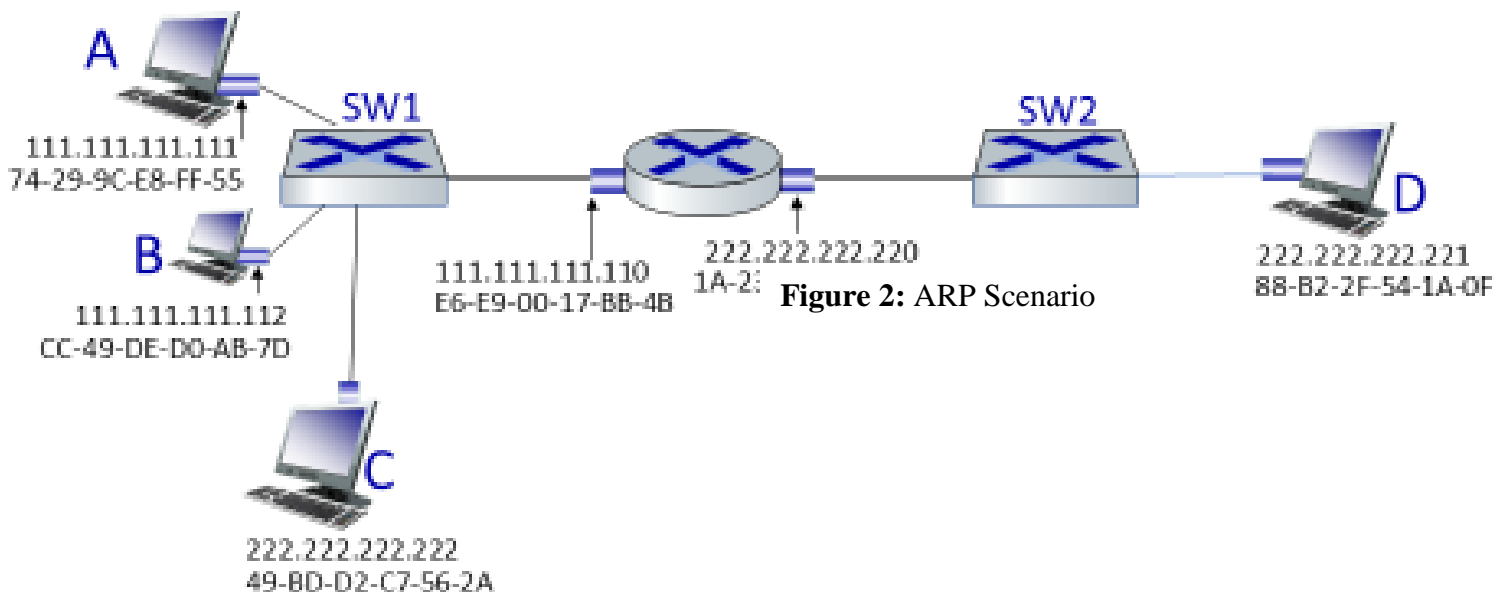 A
SW1
SW2
111.111.111.111
74-29-9C-E8-FF-55
B
D
111.111.111.112
CC-49-DE-D0-AB-7D
111.111.111.110
E6-E9-00-17-BB-4B
222.222.222.220
1A-23
Figure 2: ARP Scenario
222.222.222.221
88-B2-2F-54-1A-0F
C
222.222.222.222
49-BD-D2-C7-56-2A